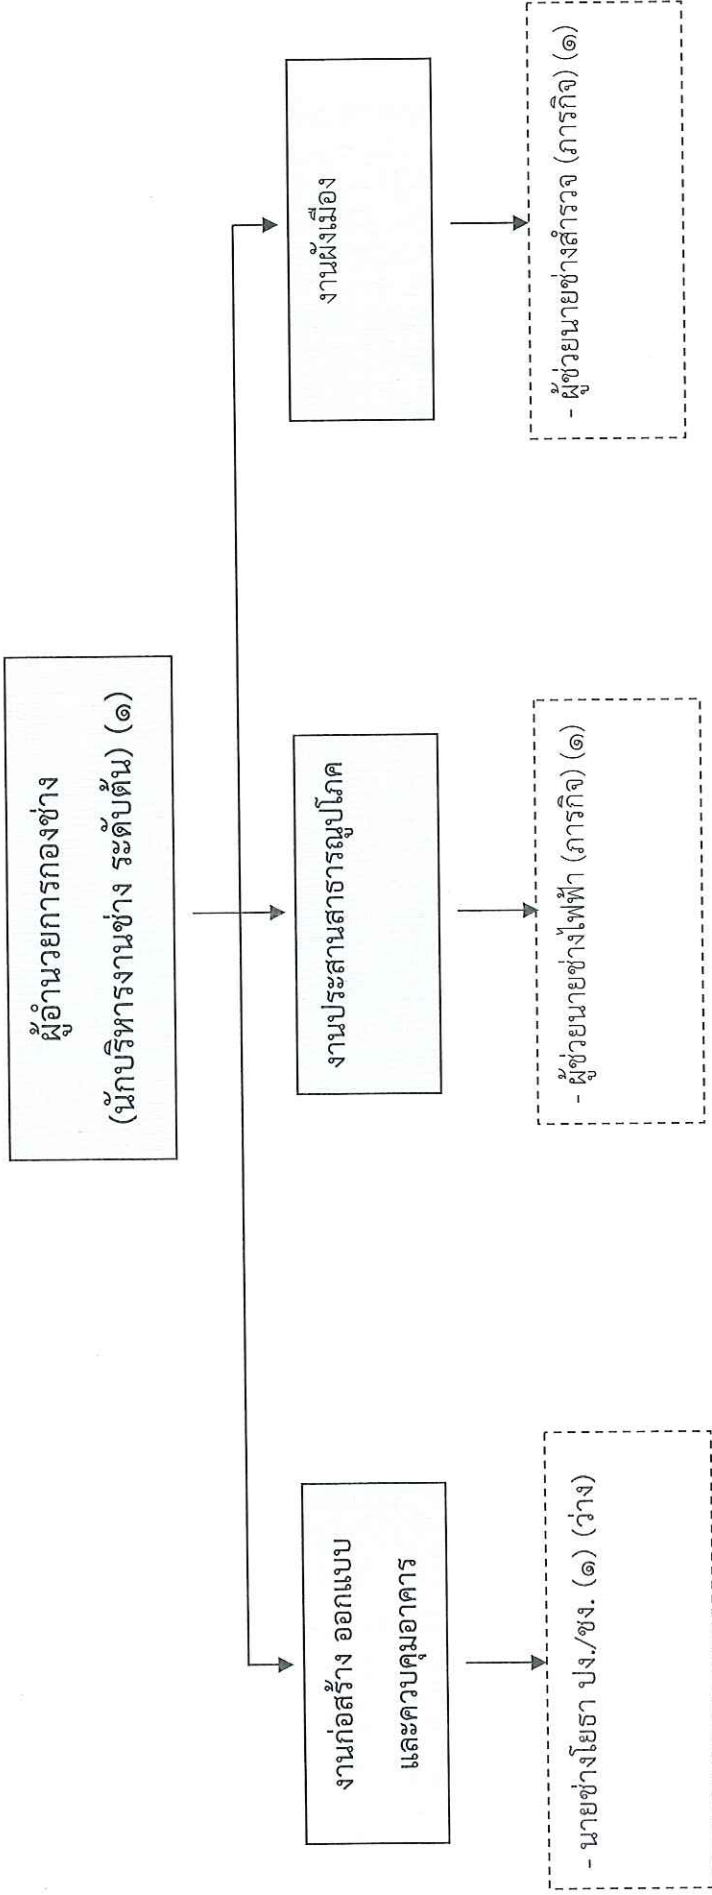 ผู้อำนวยการกองช่าง
(นักบริหารงานช่าง ระดับต้น) (๑)
งานก่อสร้าง ออกแบบ
และควบคุมอาคาร
งานประสานสาธารณูปโภค
งานผังเมือง
- นายช่างโยธา ปง./ชง. (๑) (ว่าง)
- ผู้ช่วยนายช่างไฟฟ้า (ภารกิจ) (๑)
- ผู้ช่วยนายช่างสำรวจ (ภารกิจ) (๑)